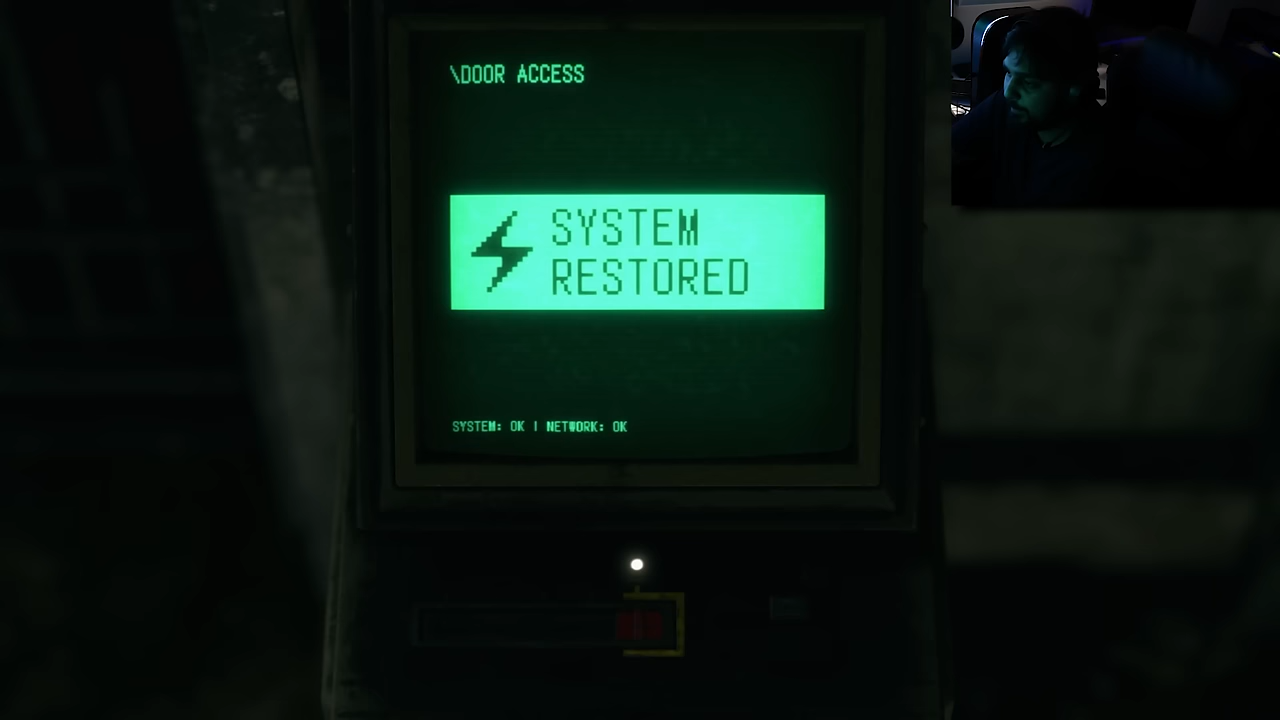 \DOOR ACCESS
SYSTEM
RESTORED
SYSTEM: OK | NETWORK: OK